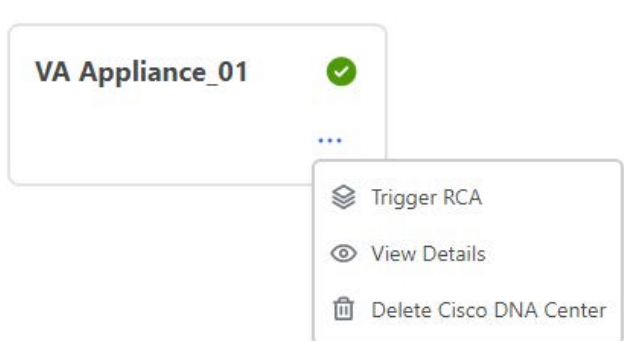 VA Appliance_01
...
Trigger RCA
View Details
Delete Cisco DNA Center